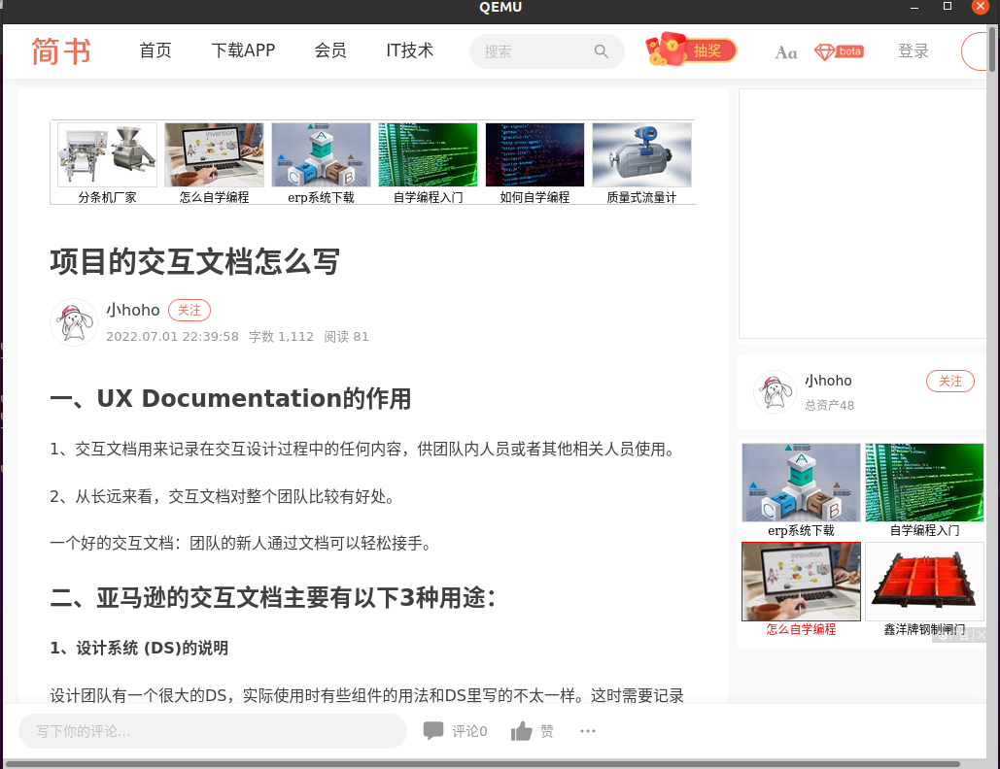 QEMU
简书 首页 下载APP 会员 IT技术 搜索 抽奖 Aa beta 登录
分条机厂家 怎么自学编程 erp系统下载 自学编程入门 如何自学编程 质量式流量计
项目的交互文档怎么写
小hoho 关注
2022.07.01 22:39:58 字数 1,112 阅读 81
一、UX Documentation的作用
1、交互文档用来记录在交互设计过程中的任何内容，供团队内人员或者其他相关人员使用。
2、从长远来看，交互文档对整个团队比较有好处。
一个好的交互文档：团队的新人通过文档可以轻松接手。
二、亚马逊的交互文档主要有以下3种用途：
1、设计系统 (DS)的说明
设计团队有一个很大的DS，实际使用时有些组件的用法和DS里写的不太一样。这时需要记录
小hoho 关注
总资产48
erp系统下载 自学编程入门
怎么自学编程 鑫洋牌钢制闸门
写下你的评论... 评论0 赞